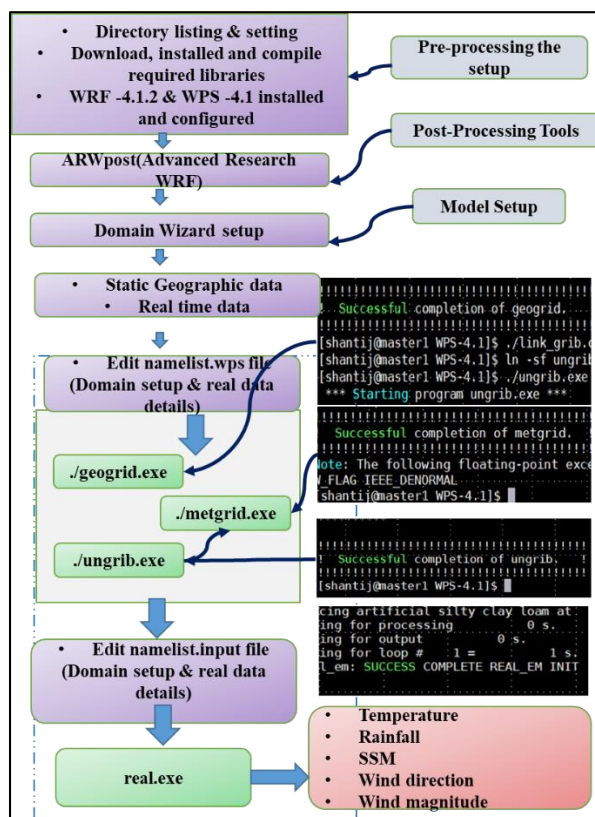 • Directory listing & setting
• Download, installed and compile
required libraries
• WRF -4.1.2 & WPS -4.1 installed
and configured
Pre-processing the
setup
ARWpost(Advanced Research
WRF)
Post-Processing Tools
Domain Wizard setup
Model Setup
• Static Geographic data
• Real time data
• Edit namelist.wps file
(Domain setup & real data
details)
./geogrid.exe
./metgrid.exe
./ungrib.exe
!!!!!!!!!!!!!!!!!!!!!!!!!!!!!!!!!!!!!
Successful completion of geogrid.
!!!!!!!!!!!!!!!!!!!!!!!!!!!!!!!!!!!!!
[shantij@master1 WPS-4.1]$ ./link_grib.c
[shantij@master1 WPS-4.1]$ ln -sf ungrib
[shantij@master1 WPS-4.1]$ ./ungrib.exe
*** Starting program ungrib.exe ***
!!!!!!!!!!!!!!!!!!!!!!!!!!!!!!!!!!!!!
Successful completion of metgrid. !
!!!!!!!!!!!!!!!!!!!!!!!!!!!!!!!!!!!!!
Note: The following floating-point exce
W_FLAG IEEE_DENORMAL
[shantij@master1 WPS-4.1]$
!!!!!!!!!!!!!!!!!!!!!!!!!!!!!!!!!!!!!
! Successful completion of ungrib. !
!!!!!!!!!!!!!!!!!!!!!!!!!!!!!!!!!!!!!
[shantij@master1 WPS-4.1]$
cing artificial silty clay loam at
ing for processing 0 s.
ing for output 0 s.
ing for loop # 1 = 1 s.
l_em: SUCCESS COMPLETE REAL_EM INIT
• Edit namelist.input file
(Domain setup & real data
details)
real.exe
• Temperature
• Rainfall
• SSM
• Wind direction
• Wind magnitude